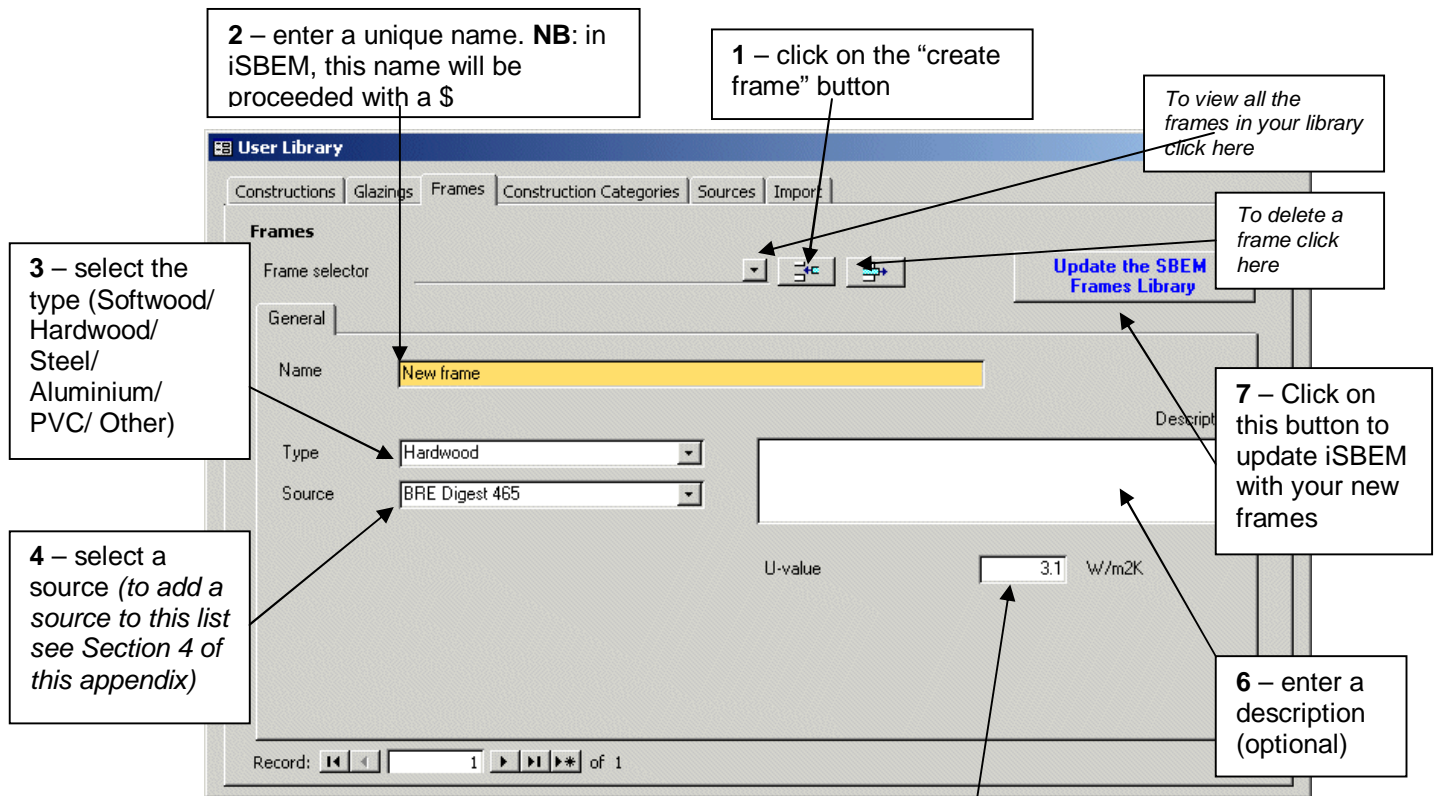 2 – enter a unique name. NB: in
iSBEM, this name will be
proceeded with a $
1 – click on the “create
frame” button
To view all the
frames in your library
click here
User Library
Constructions
Glazings
Frames
Construction Categories
Sources
Import
Frames
To delete a
frame click
here
3 – select the
type (Softwood/
Hardwood/
Steel/
Aluminium/
PVC/ Other)
Frame selector
Update the SBEM
Frames Library
General
Name
New frame
7 – Click on
this button to
update iSBEM
with your new
frames
Descript
Type
Hardwood
Source
BRE Digest 465
4 – select a
source (to add a
source to this list
see Section 4 of
this appendix)
U-value
3.1 W/m2K
6 – enter a
description
(optional)
Record: 1 of 1